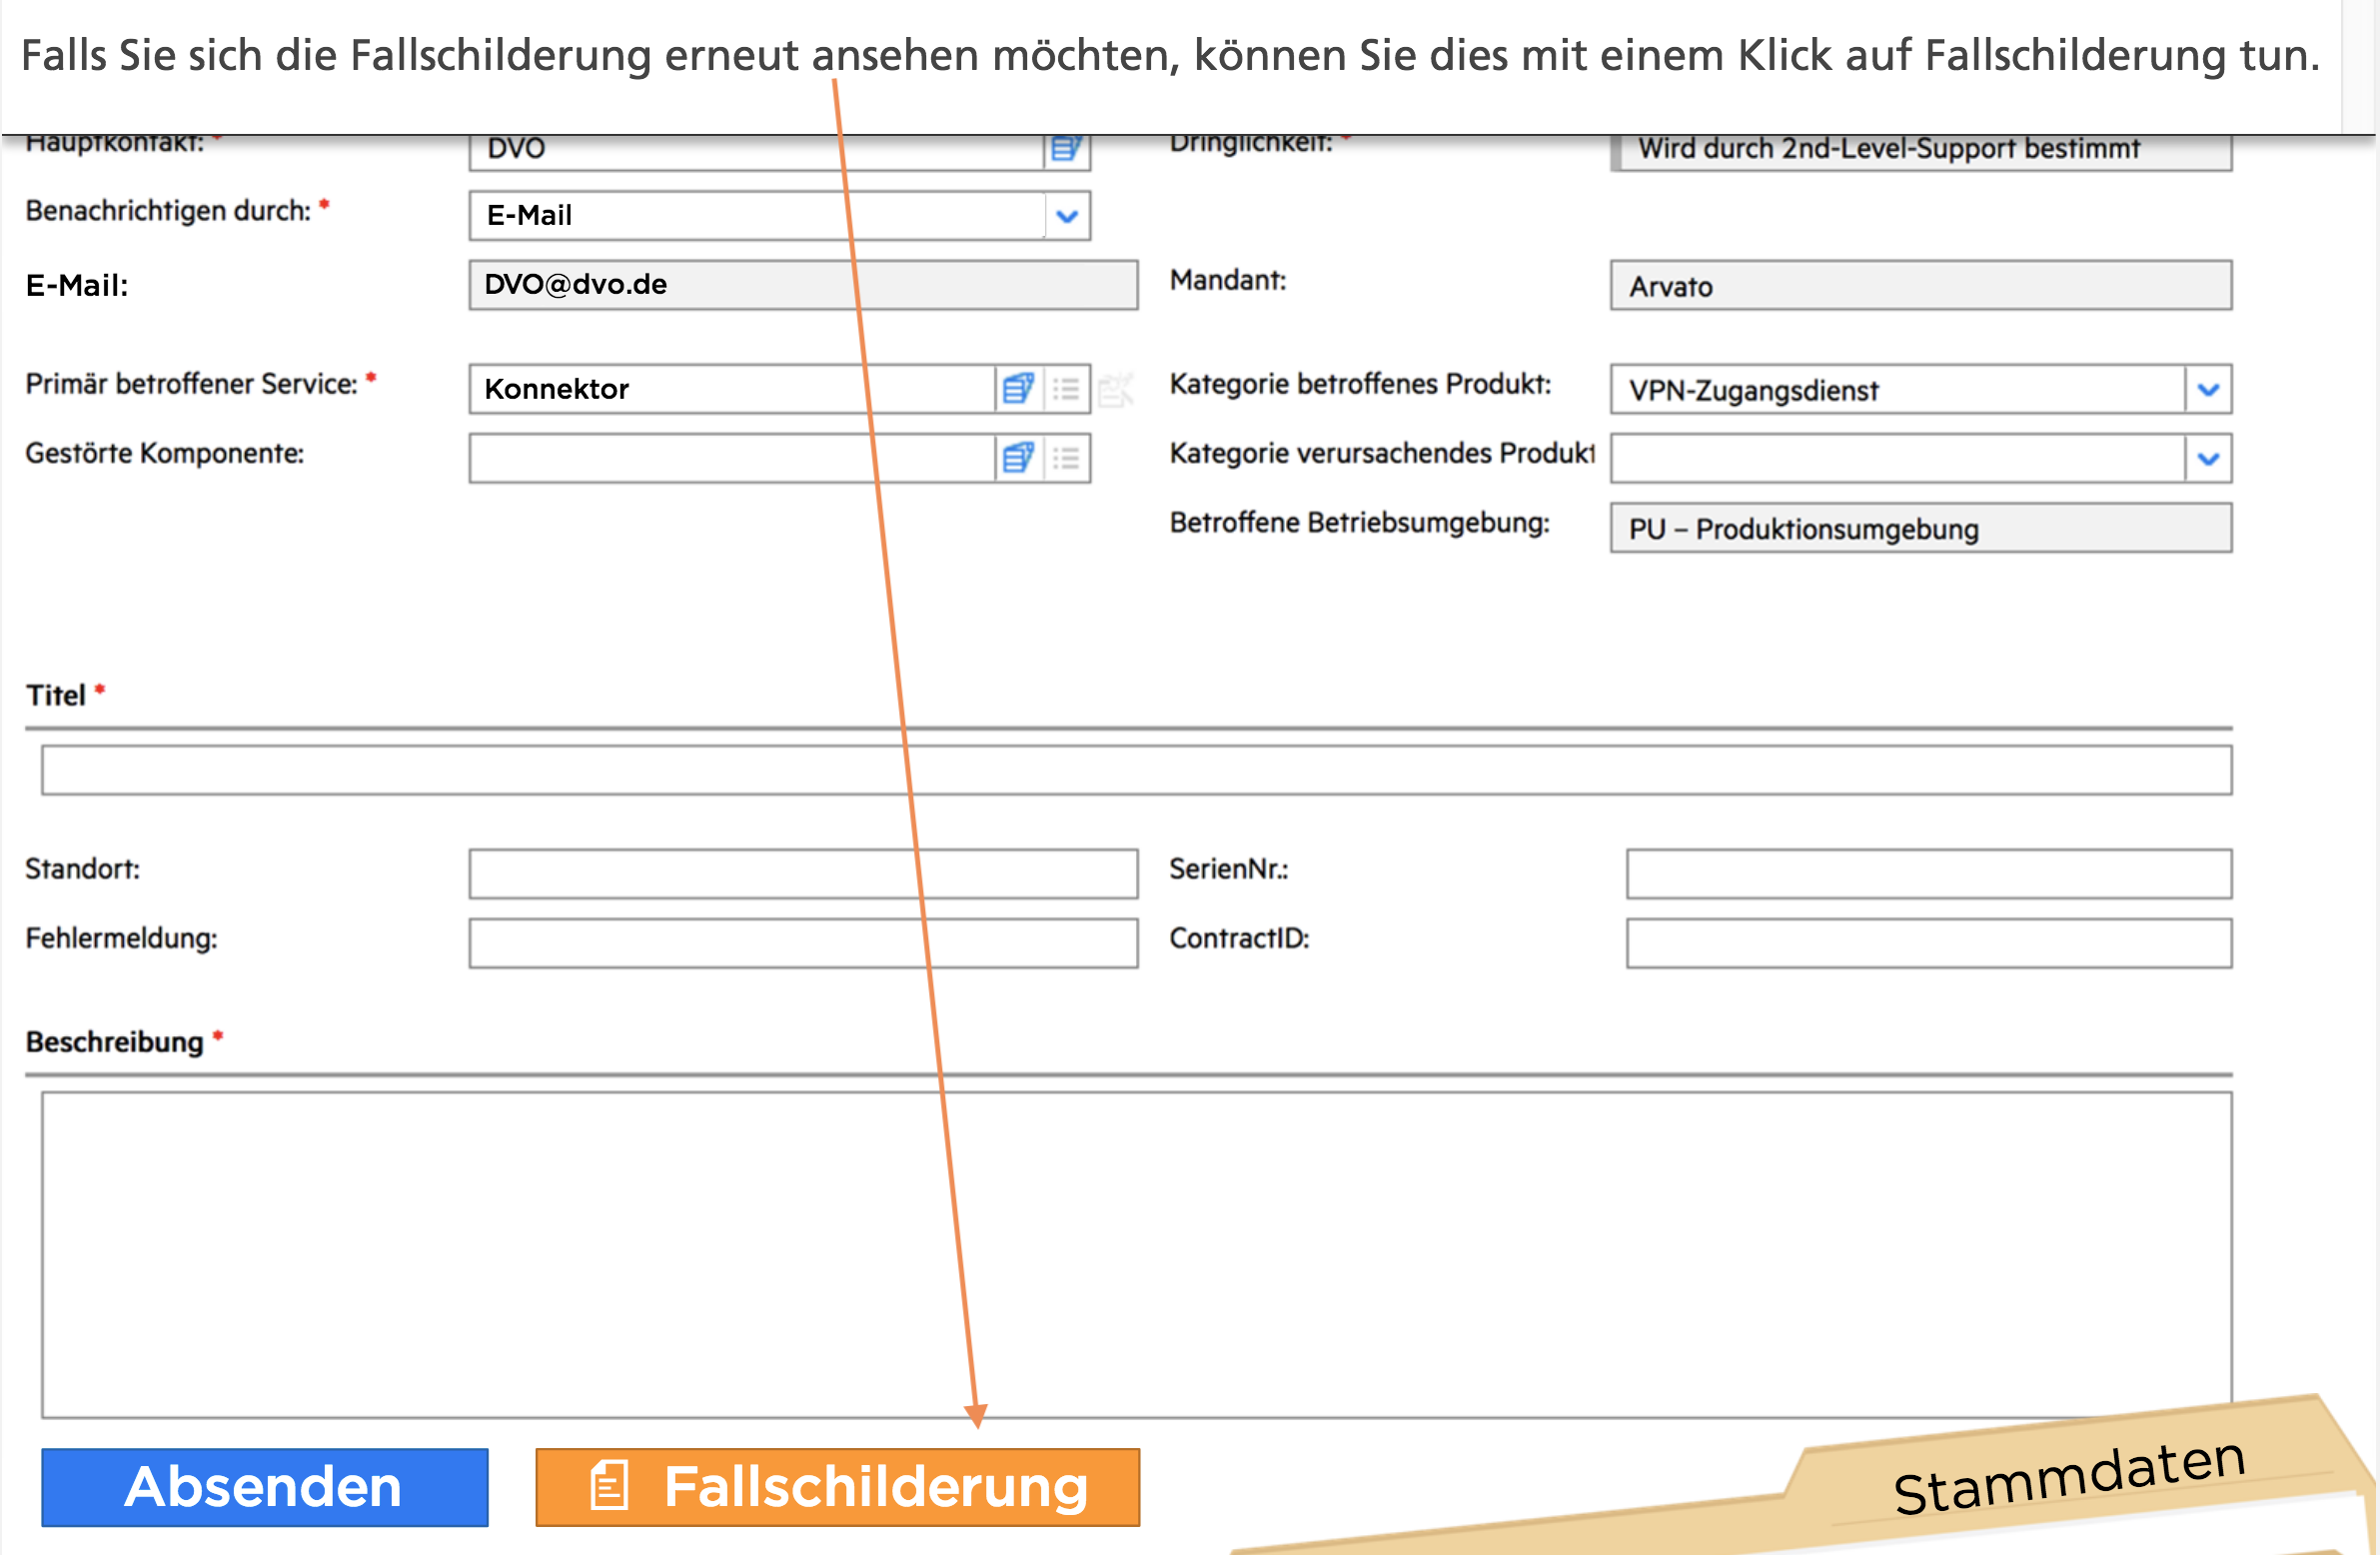 Falls Sie sich die Fallschilderung erneut ansehen möchten, können Sie dies mit einem Klick auf Fallschilderung tun.
Hauptkontakt: * DVO Dringlichkeit: * Wird durch 2nd-Level-Support bestimmt
Benachrichtigen durch: * E-Mail
E-Mail: DVO@dvo.de Mandant: Arvato
Primär betroffener Service: * Konnektor Kategorie betroffenes Produkt: VPN-Zugangsdienst
Gestörte Komponente: Kategorie verursachendes Produkt
Betroffene Betriebsumgebung: PU – Produktionsumgebung
Titel *
Standort: SerienNr.:
Fehlermeldung: ContractID:
Beschreibung *
Absenden Fallschilderung
Stammdaten